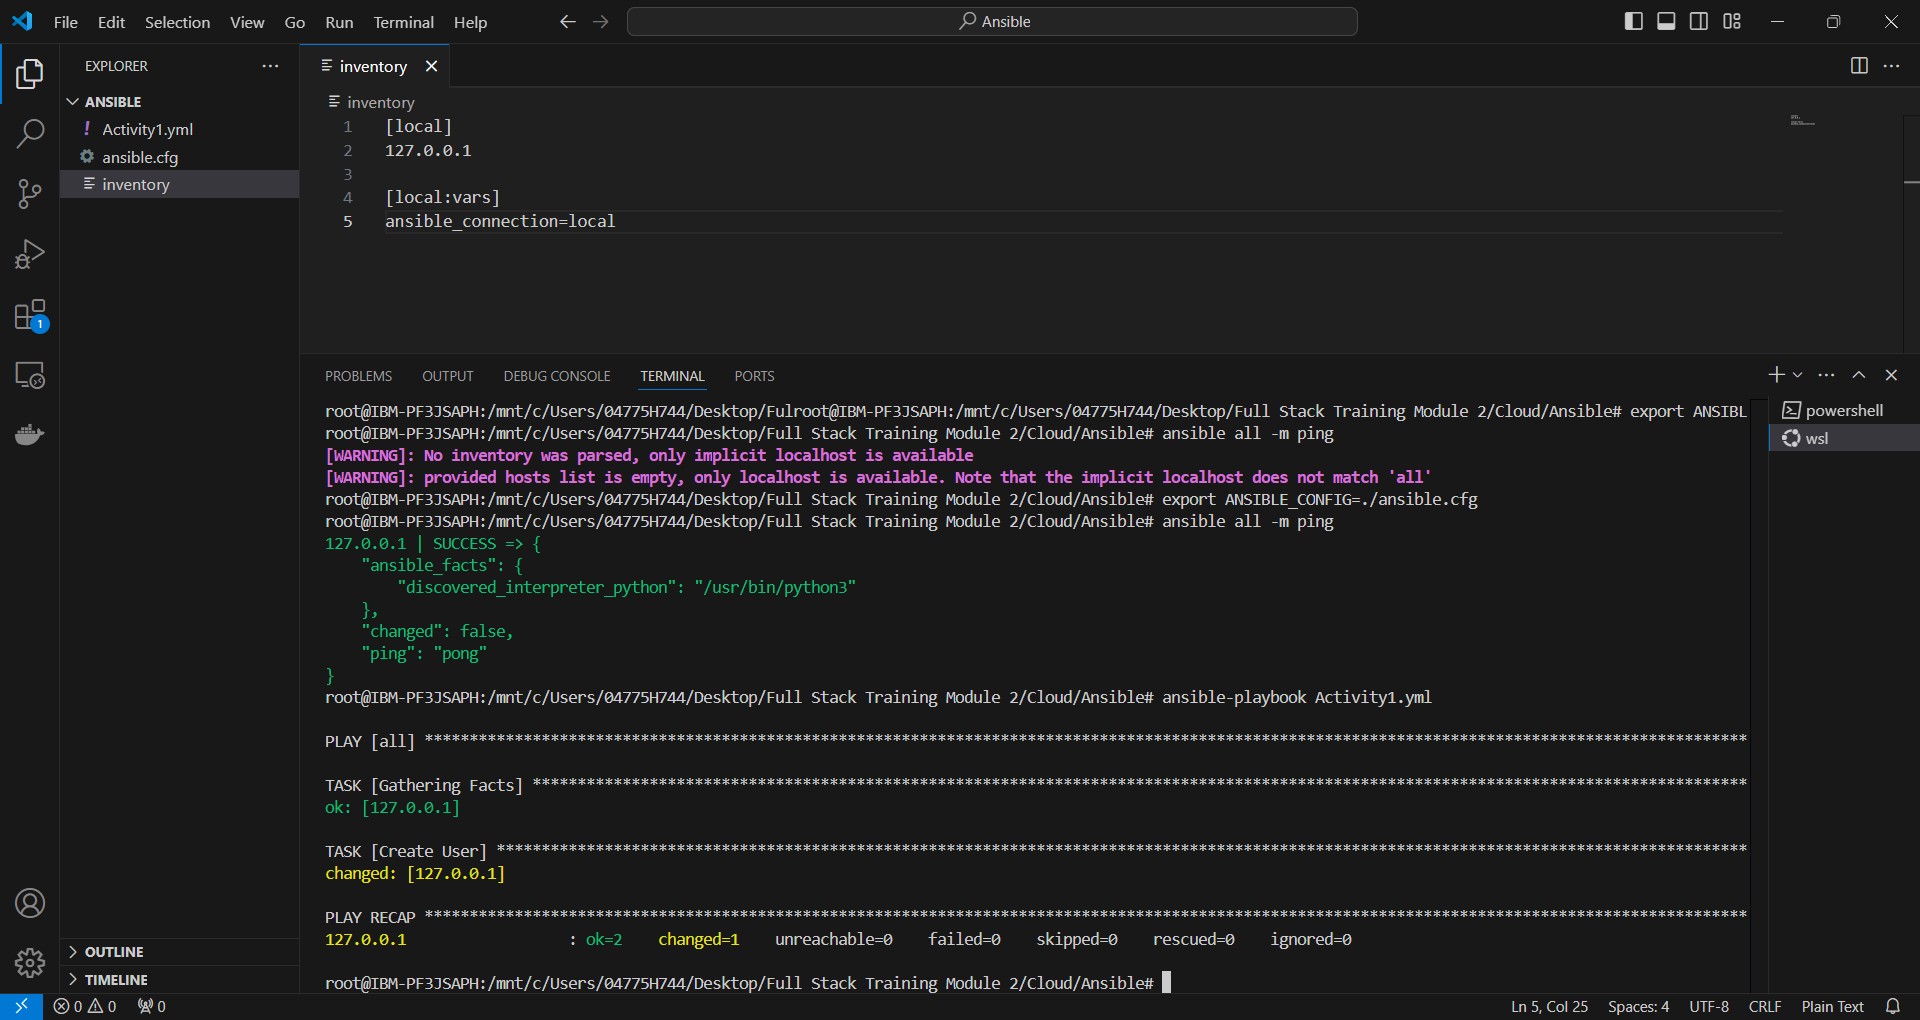 File Edit Selection View Go Run Terminal Help
Ansible
EXPLORER
ANSIBLE
! Activity1.yml
ansible.cfg
inventory
OUTLINE
TIMELINE
1
inventory
inventory
1 [local]
2 127.0.0.1
3
4 [local:vars]
5 ansible_connection=local
PROBLEMS OUTPUT DEBUG CONSOLE TERMINAL PORTS
powershell
wsl
root@IBM-PF3JSAPH:/mnt/c/Users/04775H744/Desktop/Fulroot@IBM-PF3JSAPH:/mnt/c/Users/04775H744/Desktop/Full Stack Training Module 2/Cloud/Ansible# export ANSIBL
root@IBM-PF3JSAPH:/mnt/c/Users/04775H744/Desktop/Full Stack Training Module 2/Cloud/Ansible# ansible all -m ping
[WARNING]: No inventory was parsed, only implicit localhost is available
[WARNING]: provided hosts list is empty, only localhost is available. Note that the implicit localhost does not match 'all'
root@IBM-PF3JSAPH:/mnt/c/Users/04775H744/Desktop/Full Stack Training Module 2/Cloud/Ansible# export ANSIBLE_CONFIG=./ansible.cfg
root@IBM-PF3JSAPH:/mnt/c/Users/04775H744/Desktop/Full Stack Training Module 2/Cloud/Ansible# ansible all -m ping
127.0.0.1 | SUCCESS => {
    "ansible_facts": {
        "discovered_interpreter_python": "/usr/bin/python3"
    },
    "changed": false,
    "ping": "pong"
}
root@IBM-PF3JSAPH:/mnt/c/Users/04775H744/Desktop/Full Stack Training Module 2/Cloud/Ansible# ansible-playbook Activity1.yml
PLAY [all] ***************************************************************************************************************************************************
TASK [Gathering Facts] ***************************************************************************************************************************************
ok: [127.0.0.1]
TASK [Create User] *******************************************************************************************************************************************
changed: [127.0.0.1]
PLAY RECAP ***************************************************************************************************************************************************
127.0.0.1 : ok=2 changed=1 unreachable=0 failed=0 skipped=0 rescued=0 ignored=0
root@IBM-PF3JSAPH:/mnt/c/Users/04775H744/Desktop/Full Stack Training Module 2/Cloud/Ansible#
0 0 0 Ln 5, Col 25 Spaces: 4 UTF-8 CRLF Plain Text